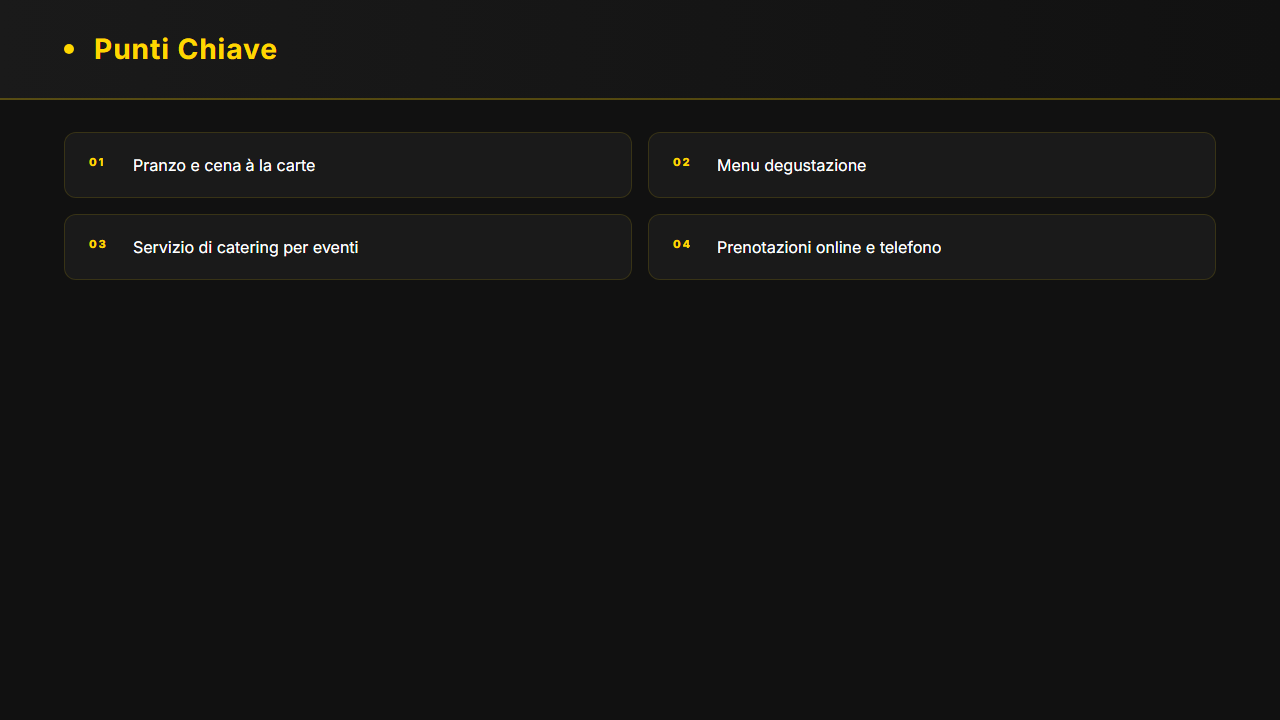 Punti Chiave
01 Pranzo e cena à la carte
02 Menu degustazione
03 Servizio di catering per eventi
04 Prenotazioni online e telefono